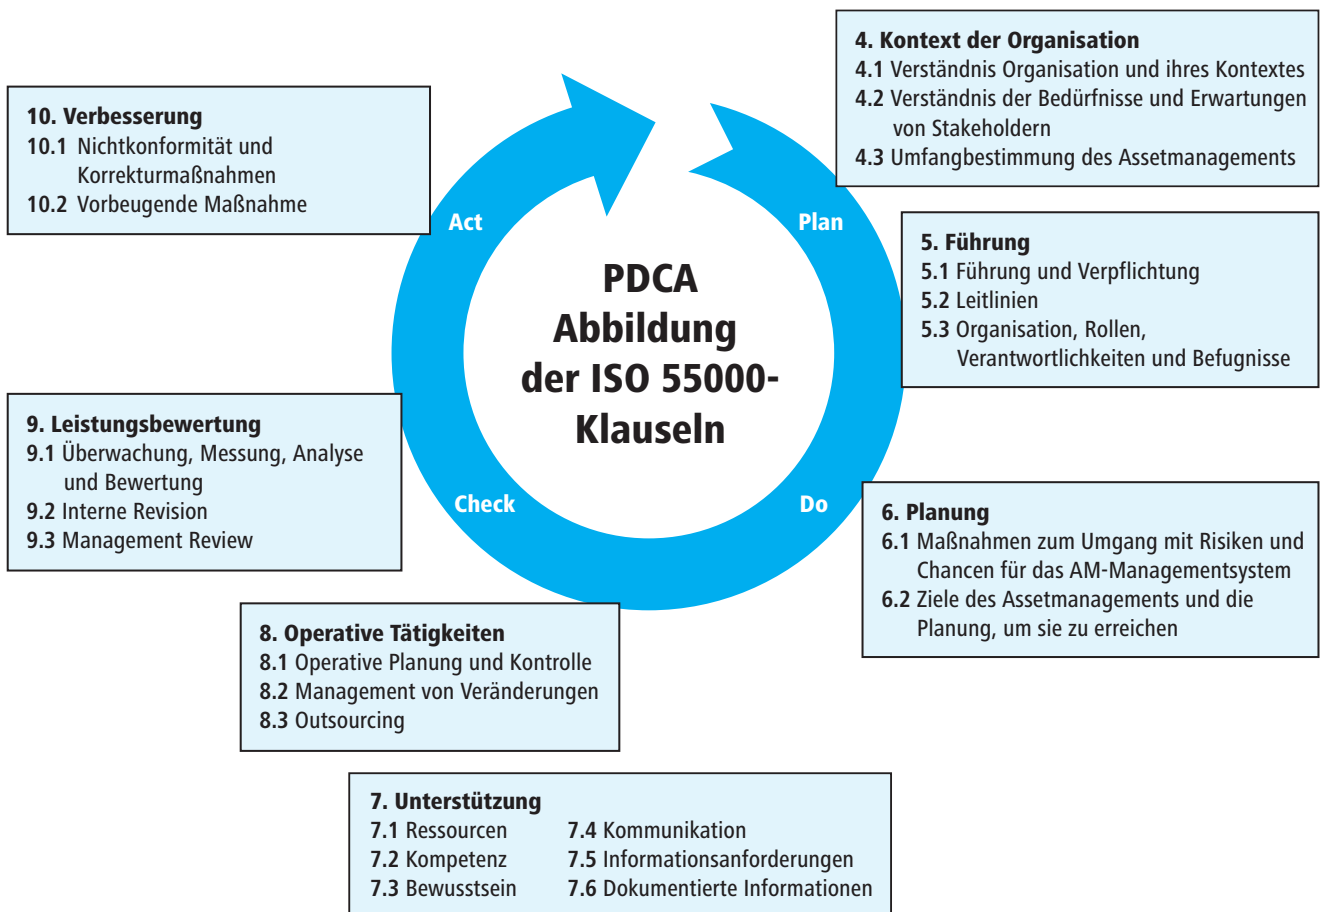 4. Kontext der Organisation
4.1 Verständnis Organisation und ihres Kontextes
4.2 Verständnis der Bedürfnisse und Erwartungen
von Stakeholdern
4.3 Umfangbestimmung des Assetmanagements
10. Verbesserung
10.1 Nichtkonformität und
Korrekturmaßnahmen
10.2 Vorbeugende Maßnahme
Act
Plan
5. Führung
5.1 Führung und Verpflichtung
5.2 Leitlinien
5.3 Organisation, Rollen,
Verantwortlichkeiten und Befugnisse
PDCA
Abbildung
der ISO 55000-
Klauseln
9. Leistungsbewertung
9.1 Überwachung, Messung, Analyse
und Bewertung
9.2 Interne Revision
9.3 Management Review
Check
Do
6. Planung
6.1 Maßnahmen zum Umgang mit Risiken und
Chancen für das AM-Managementsystem
6.2 Ziele des Assetmanagements und die
Planung, um sie zu erreichen
8. Operative Tätigkeiten
8.1 Operative Planung und Kontrolle
8.2 Management von Veränderungen
8.3 Outsourcing
7. Unterstützung
7.1 Ressourcen
7.2 Kompetenz
7.3 Bewusstsein
7.4 Kommunikation
7.5 Informationsanforderungen
7.6 Dokumentierte Informationen